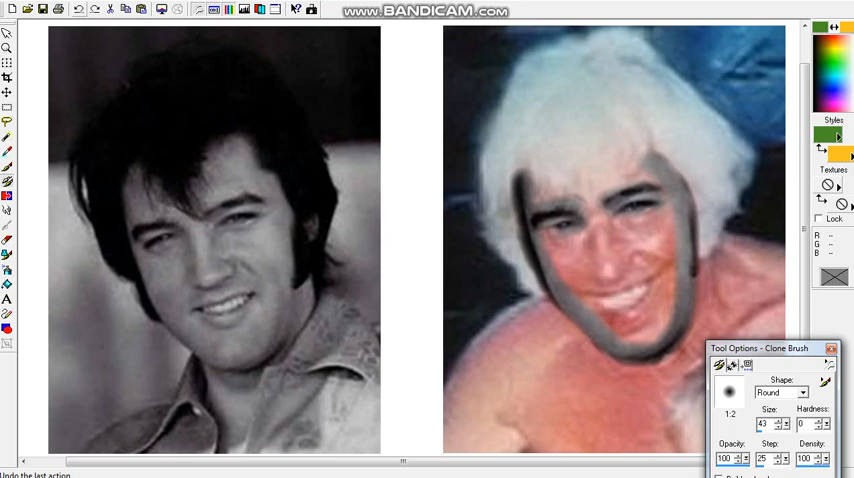 www.BANDICAM.com
Styles
Textures
Lock
R --
G --
B --
Tool Options - Clone Brush
Shape:
Round
1:2
Size:
Hardness:
43
0
Opacity:
Step:
Density:
100
25
100
Undo the last action